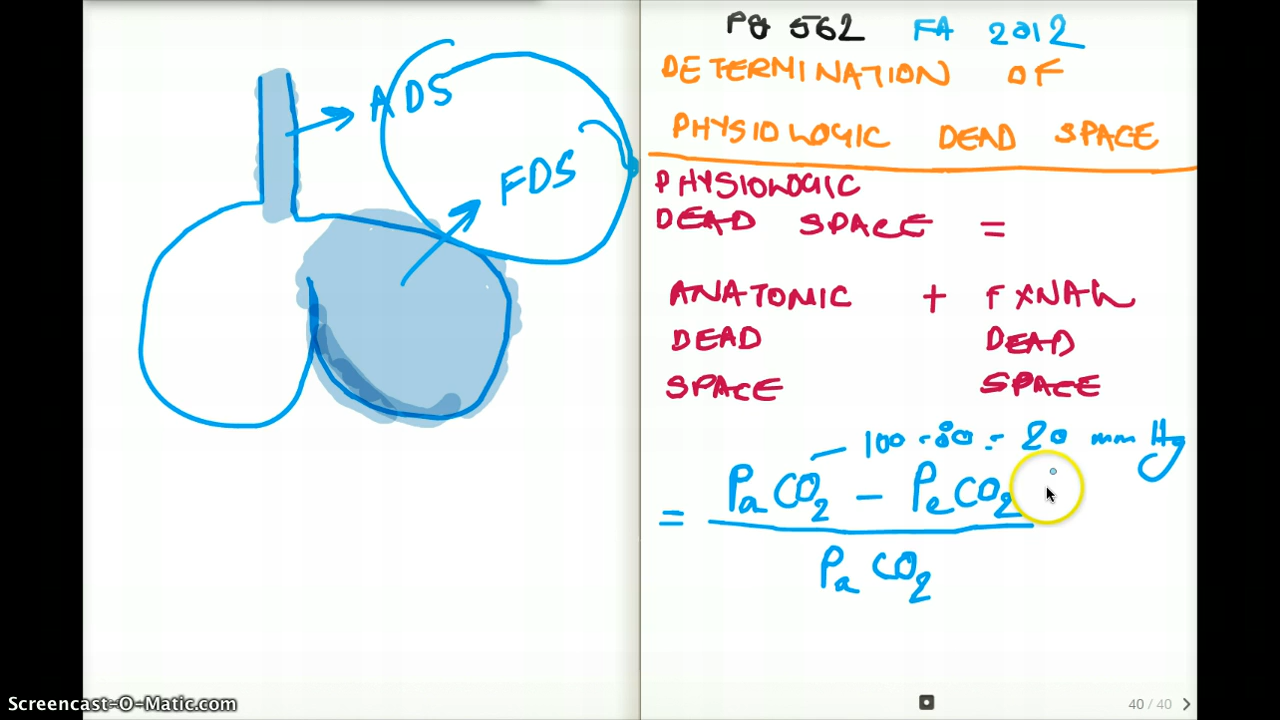 PG 562 FA 2012
DETERMINATION OF
PHYSIOLOGIC DEAD SPACE
PHYSIOLOGIC
DEAD SPACE =
ANATOMIC + FXNAL
DEAD DEAD
SPACE SPACE
100 - 80 = 20 mm Hg
= PaCO2 - PeCO2
PaCO2
ADS
FDS
Screencast-O-Matic.com
40 / 40